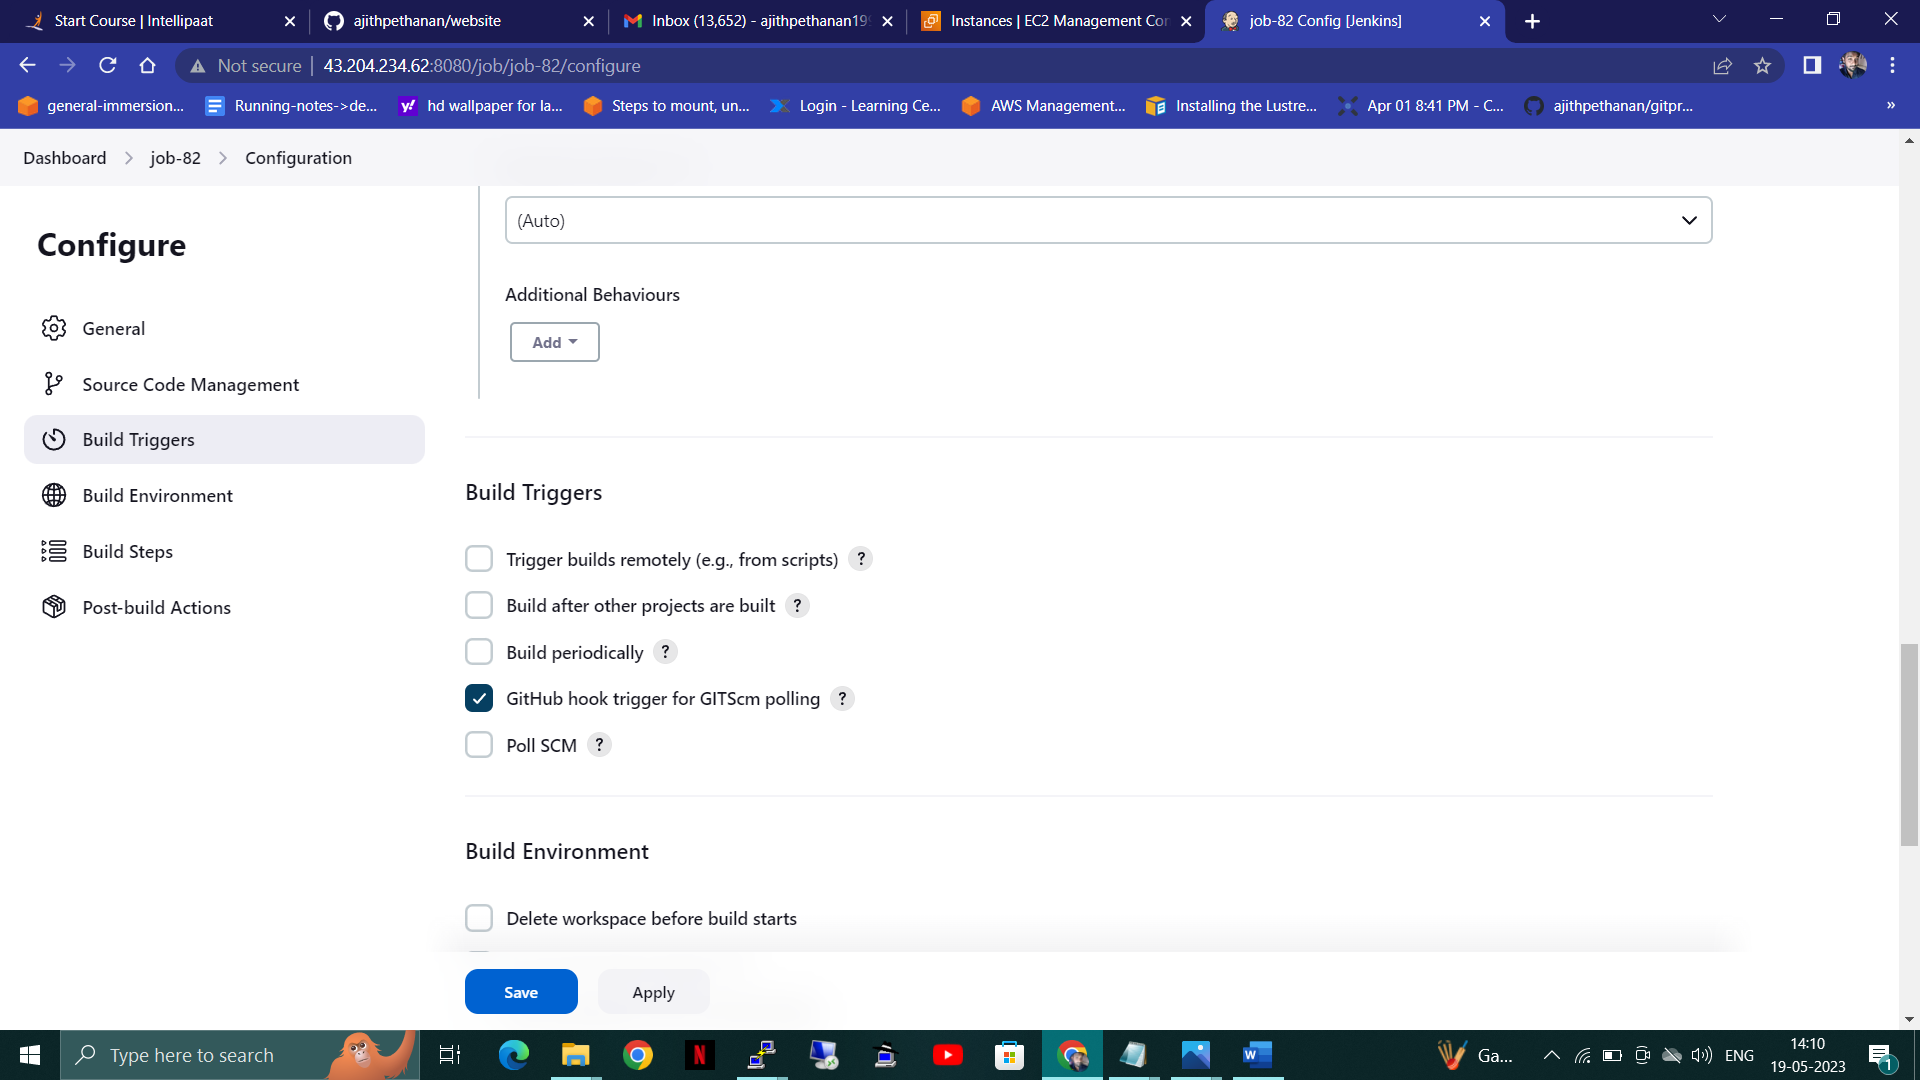 Start Course | Intellipaat
ajithpethanan/website
Inbox (13,652) - ajithpethanan199
Instances | EC2 Management Con
job-82 Config [Jenkins]
Not secure
43.204.234.62:8080/job/job-82/configure
general-immersion...
Running-notes->de...
hd wallpaper for la...
Steps to mount, un...
Login - Learning Ce...
AWS Management...
Installing the Lustre...
Apr 01 8:41 PM - C...
ajithpethanan/gitpr...
»
Dashboard
job-82
Configuration
Configure
General
Source Code Management
Build Triggers
Build Environment
Build Steps
Post-build Actions
(Auto)
Additional Behaviours
Add
Build Triggers
Trigger builds remotely (e.g., from scripts) ?
Build after other projects are built ?
Build periodically ?
GitHub hook trigger for GITScm polling ?
Poll SCM ?
Build Environment
Delete workspace before build starts
Save
Apply
Type here to search
Ga...
ENG
14:10
19-05-2023
1